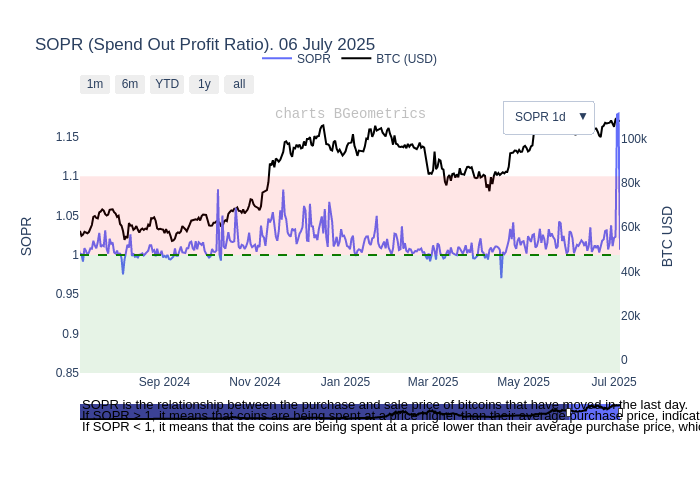 SOPR (Spend Out Profit Ratio). 06 July 2025
SOPR BTC (USD)
1m 6m YTD 1y all
charts BGeometrics
SOPR 1d ▼
1.15
1.1
1.05
1
0.95
0.9
0.85
SOPR
100k
80k
60k
40k
20k
0
BTC USD
Sep 2024 Nov 2024 Jan 2025 Mar 2025 May 2025 Jul 2025
SOPR is the relationship between the purchase and sale price of bitcoins that have moved in the last day.
If SOPR > 1, it means that coins are being spent at a price higher than their average purchase price, indicat
If SOPR < 1, it means that the coins are being spent at a price lower than their average purchase price, whic